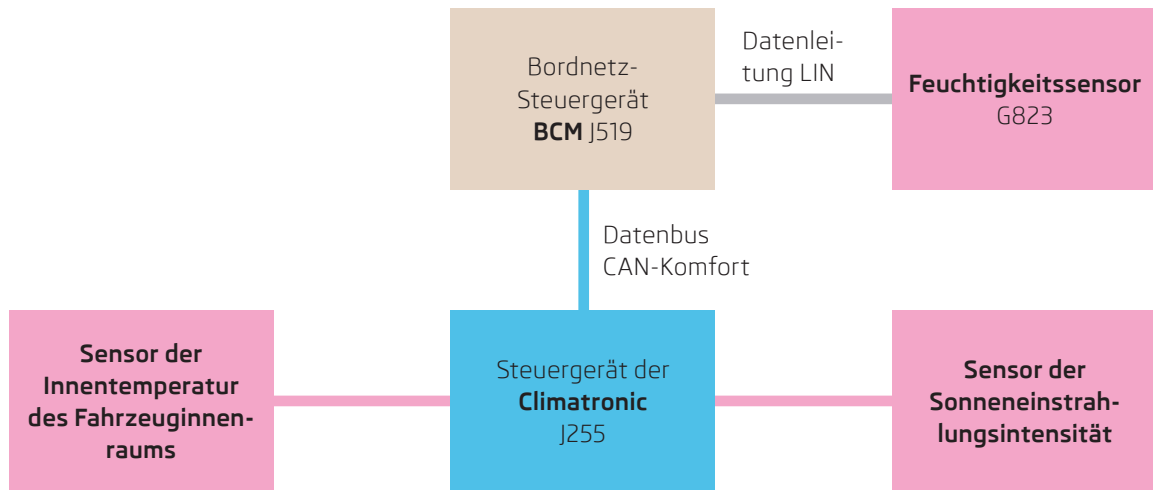 Bordnetz-
Steuergerät
BCM J519
Datenlei-
tung LIN
Feuchtigkeitssensor
G823
Datenbus
CAN-Komfort
Sensor der
Innentemperatur
des Fahrzeuginnen-
raums
Steuergerät der
Climatronic
J255
Sensor der
Sonneneinstrah-
lungsintensität